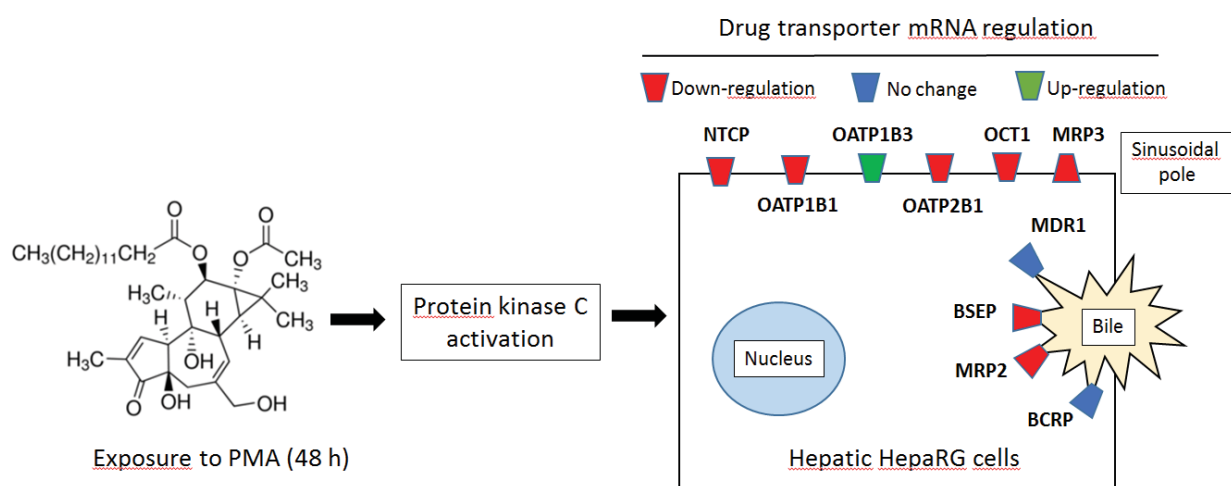 Drug transporter mRNA regulation
Down-regulation
No change
Up-regulation
NTCP
OATP1B3
OCT1
MRP3
Sinusoidal
pole
OATP1B1
OATP2B1
MDR1
BSEP
Bile
MRP2
BCRP
Nucleus
Hepatic HepaRG cells
Protein kinase C
activation
O
O
CH₃(CH₂)₁₁CH₂
O
O
CH₃
H₃C
H
CH₃
CH₃
H
H
OH
H₃C
O
OH
OH
Exposure to PMA (48 h)